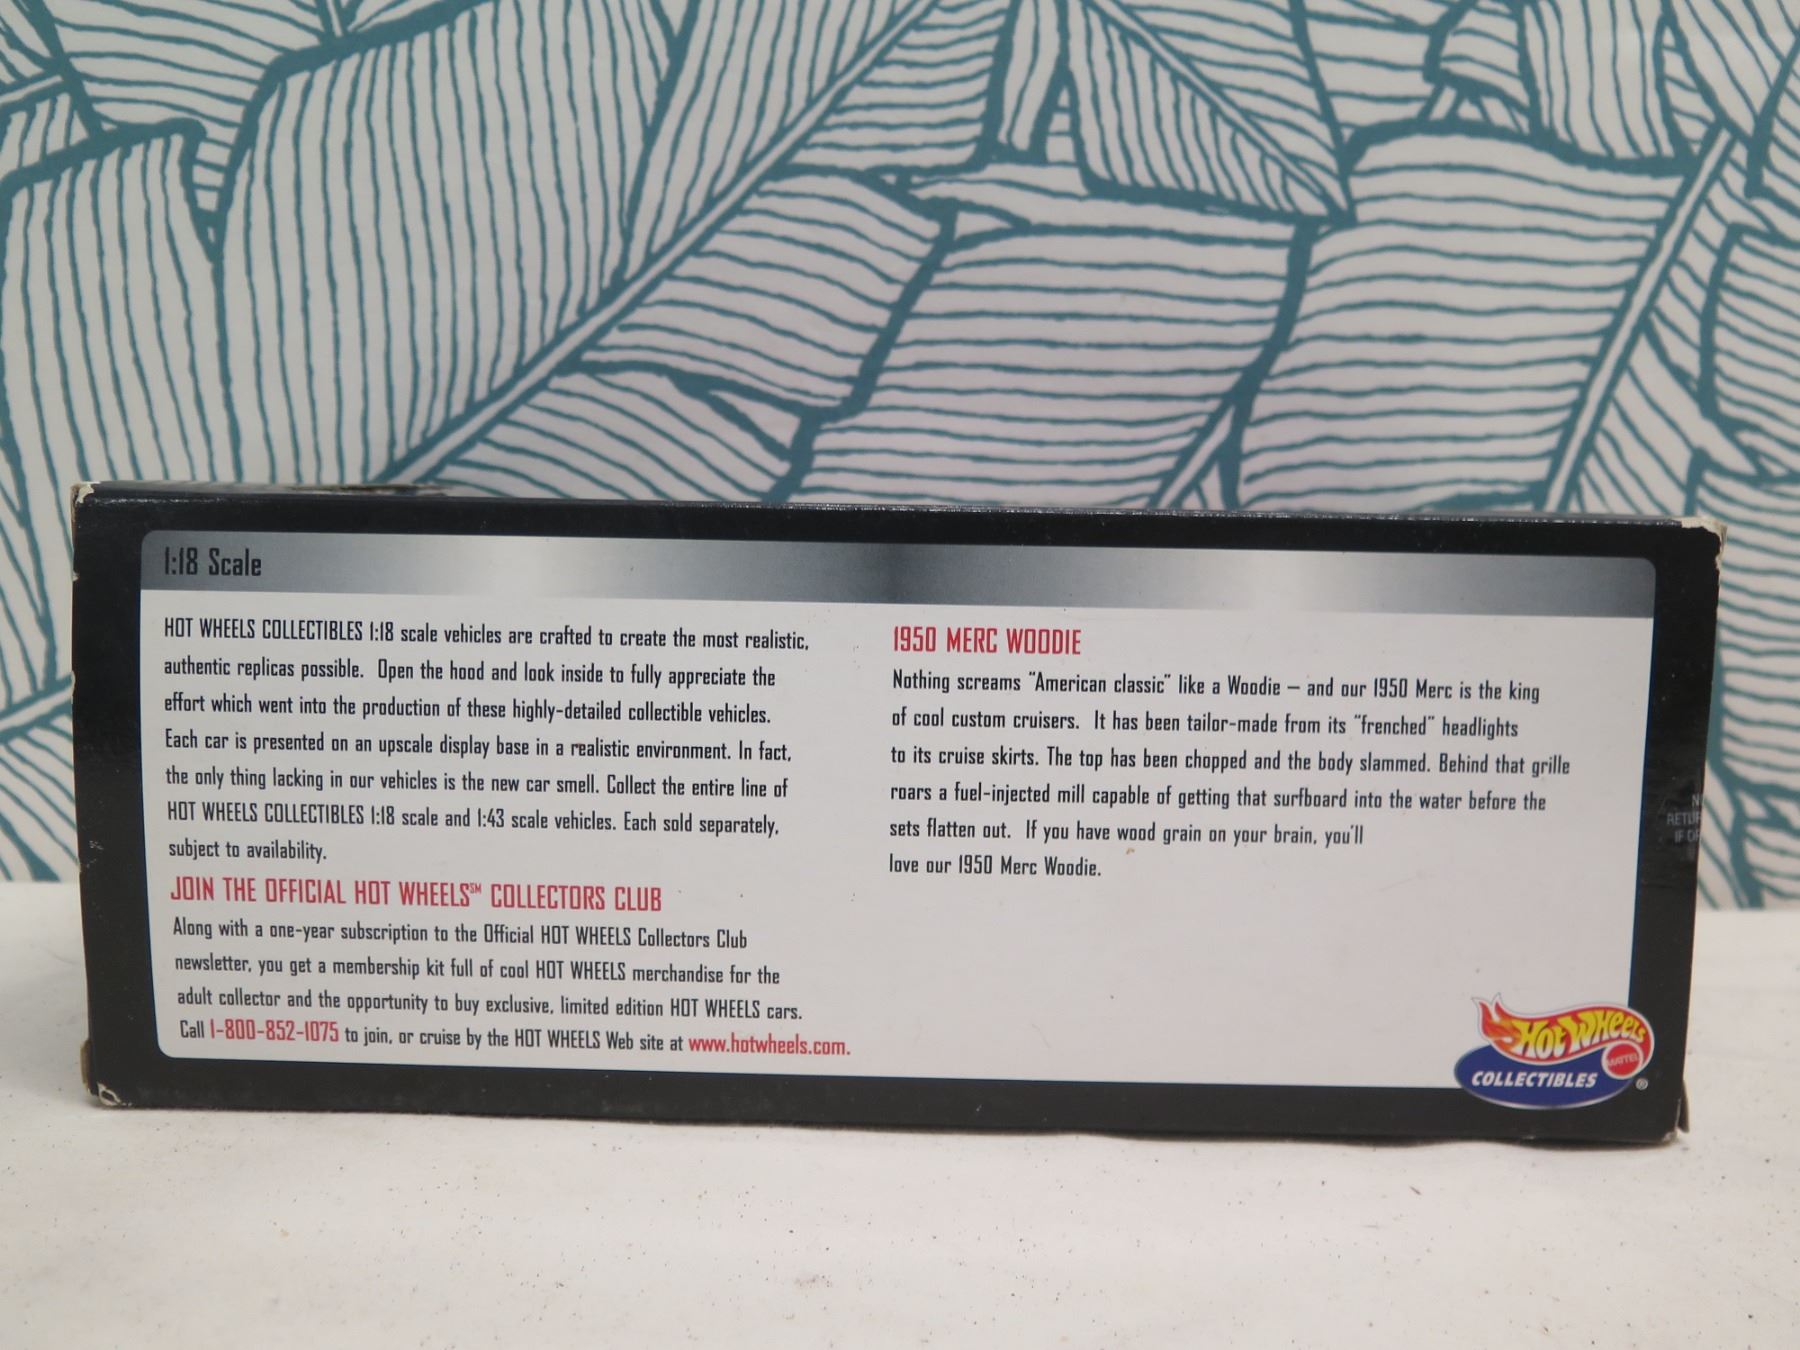 1:18 Scale
HOT WHEELS COLLECTIBLES 1:18 scale vehicles are crafted to create the most realistic,
authentic replicas possible. Open the hood and look inside to fully appreciate the
effort which went into the production of these highly-detailed collectible vehicles.
Each car is presented on an upscale display base in a realistic environment. In fact,
the only thing lacking in our vehicles is the new car smell. Collect the entire line of
HOT WHEELS COLLECTIBLES 1:18 scale and 1:43 scale vehicles. Each sold separately,
subject to availability.
JOIN THE OFFICIAL HOT WHEELS℠ COLLECTORS CLUB
Along with a one-year subscription to the Official HOT WHEELS Collectors Club
newsletter, you get a membership kit full of cool HOT WHEELS merchandise for the
adult collector and the opportunity to buy exclusive, limited edition HOT WHEELS cars.
Call 1-800-852-1075 to join, or cruise by the HOT WHEELS Web site at www.hotwheels.com.
1950 MERC WOODIE
Nothing screams "American classic" like a Woodie – and our 1950 Merc is the king
of cool custom cruisers. It has been tailor-made from its "frenched" headlights
to its cruise skirts. The top has been chopped and the body slammed. Behind that grille
roars a fuel-injected mill capable of getting that surfboard into the water before the
sets flatten out. If you have wood grain on your brain, you'll
love our 1950 Merc Woodie.
HOT WHEELS
MATTEL
COLLECTIBLES ®